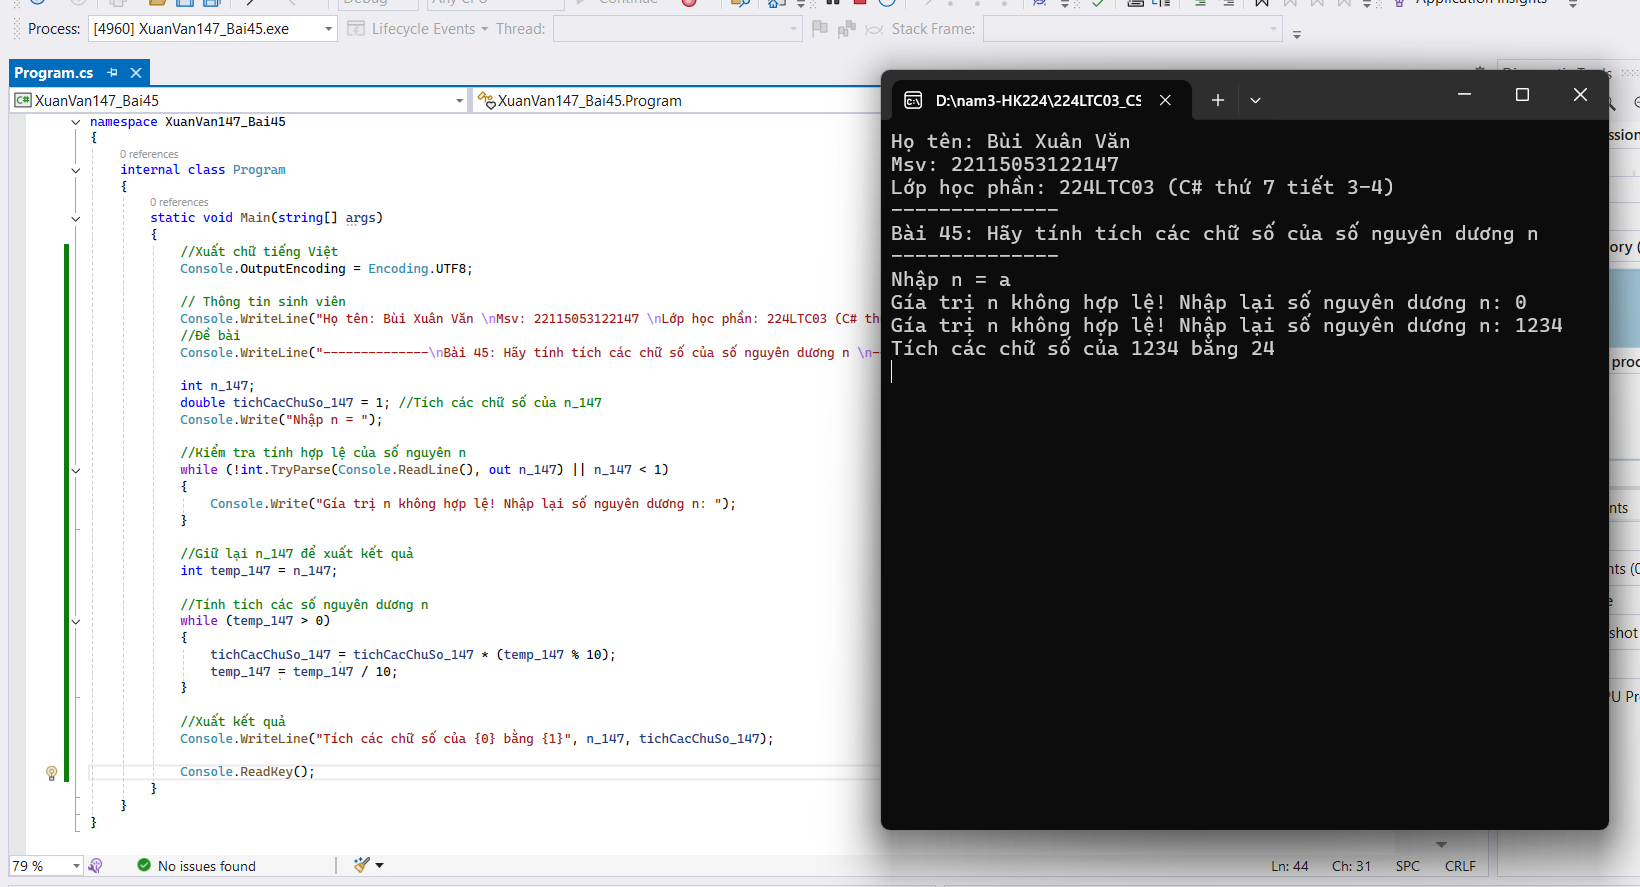 Debug
Any CPU
Continue
Application Insights
Process: [4960] XuanVan147_Bai45.exe Lifecycle Events Thread: Stack Frame:
Program.cs
XuanVan147_Bai45 XuanVan147_Bai45.Program
namespace XuanVan147_Bai45
{
0 references
internal class Program
{
0 references
static void Main(string[] args)
{
//Xuất chữ tiếng Việt
Console.OutputEncoding = Encoding.UTF8;
// Thông tin sinh viên
Console.WriteLine("Họ tên: Bùi Xuân Văn \nMsv: 22115053122147 \nLớp học phần: 224LTC03 (C# th
//Đề bài
Console.WriteLine("--------------\nBài 45: Hãy tính tích các chữ số của số nguyên dương n \n-
int n_147;
double tichCacChuSo_147 = 1; //Tích các chữ số của n_147
Console.Write("Nhập n = ");
//Kiểm tra tính hợp lệ của số nguyên n
while (!int.TryParse(Console.ReadLine(), out n_147) || n_147 < 1)
{
Console.Write("Gía trị n không hợp lệ! Nhập lại số nguyên dương n: ");
}
//Giữ lại n_147 để xuất kết quả
int temp_147 = n_147;
//Tính tích các số nguyên dương n
while (temp_147 > 0)
{
tichCacChuSo_147 = tichCacChuSo_147 * (temp_147 % 10);
temp_147 = temp_147 / 10;
}
//Xuất kết quả
Console.WriteLine("Tích các chữ số của {0} bằng {1}", n_147, tichCacChuSo_147);
Console.ReadKey();
}
}
}
79 % No issues found Ln: 44 Ch: 31 SPC CRLF
D:\nam3-HK224\224LTC03_CS
Họ tên: Bùi Xuân Văn
Msv: 22115053122147
Lớp học phần: 224LTC03 (C# thứ 7 tiết 3-4)
--------------
Bài 45: Hãy tính tích các chữ số của số nguyên dương n
--------------
Nhập n = a
Gía trị n không hợp lệ! Nhập lại số nguyên dương n: 0
Gía trị n không hợp lệ! Nhập lại số nguyên dương n: 1234
Tích các chữ số của 1234 bằng 24